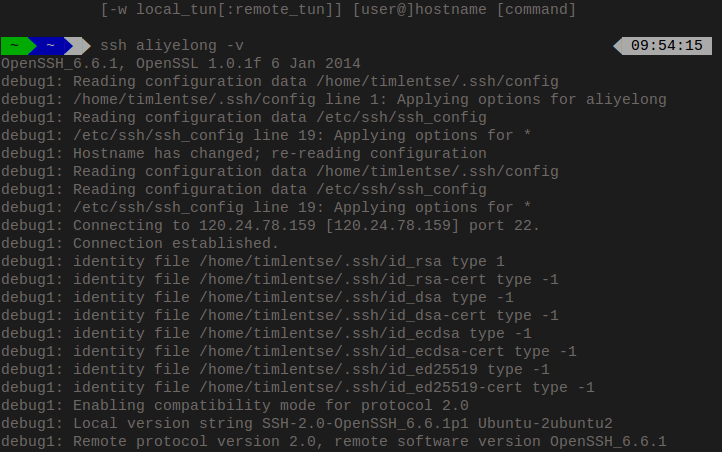 [-w local_tun[:remote_tun]] [user@]hostname [command]
~ ~ ssh aliyelong -v 09:54:15
OpenSSH_6.6.1, OpenSSL 1.0.1f 6 Jan 2014
debug1: Reading configuration data /home/timlentse/.ssh/config
debug1: /home/timlentse/.ssh/config line 1: Applying options for aliyelong
debug1: Reading configuration data /etc/ssh/ssh_config
debug1: /etc/ssh/ssh_config line 19: Applying options for *
debug1: Hostname has changed; re-reading configuration
debug1: Reading configuration data /home/timlentse/.ssh/config
debug1: Reading configuration data /etc/ssh/ssh_config
debug1: /etc/ssh/ssh_config line 19: Applying options for *
debug1: Connecting to 120.24.78.159 [120.24.78.159] port 22.
debug1: Connection established.
debug1: identity file /home/timlentse/.ssh/id_rsa type 1
debug1: identity file /home/timlentse/.ssh/id_rsa-cert type -1
debug1: identity file /home/timlentse/.ssh/id_dsa type -1
debug1: identity file /home/timlentse/.ssh/id_dsa-cert type -1
debug1: identity file /home/timlentse/.ssh/id_ecdsa type -1
debug1: identity file /home/timlentse/.ssh/id_ecdsa-cert type -1
debug1: identity file /home/timlentse/.ssh/id_ed25519 type -1
debug1: identity file /home/timlentse/.ssh/id_ed25519-cert type -1
debug1: Enabling compatibility mode for protocol 2.0
debug1: Local version string SSH-2.0-OpenSSH_6.6.1p1 Ubuntu-2ubuntu2
debug1: Remote protocol version 2.0, remote software version OpenSSH_6.6.1